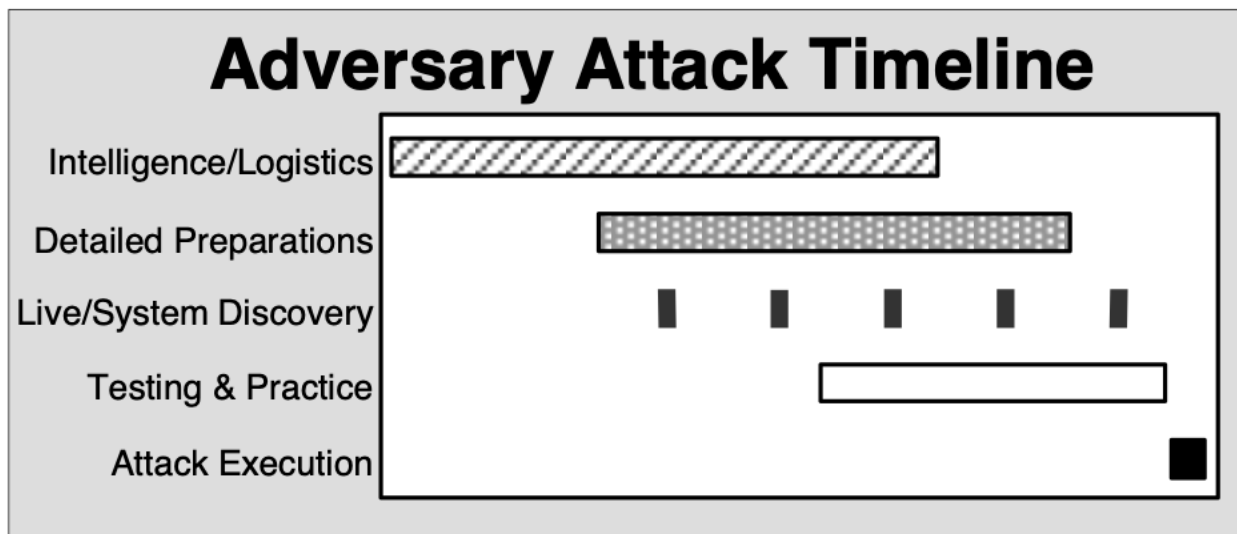 Adversary Attack Timeline
Intelligence/Logistics
Detailed Preparations
Live/System Discovery
Testing & Practice
Attack Execution